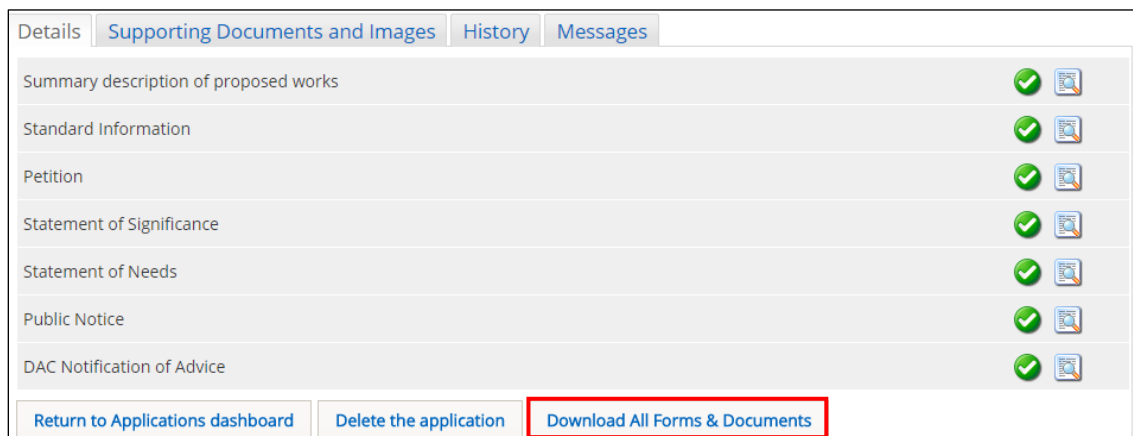 Details Supporting Documents and Images History Messages
Summary description of proposed works
Standard Information
Petition
Statement of Significance
Statement of Needs
Public Notice
DAC Notification of Advice
Return to Applications dashboard Delete the application Download All Forms & Documents